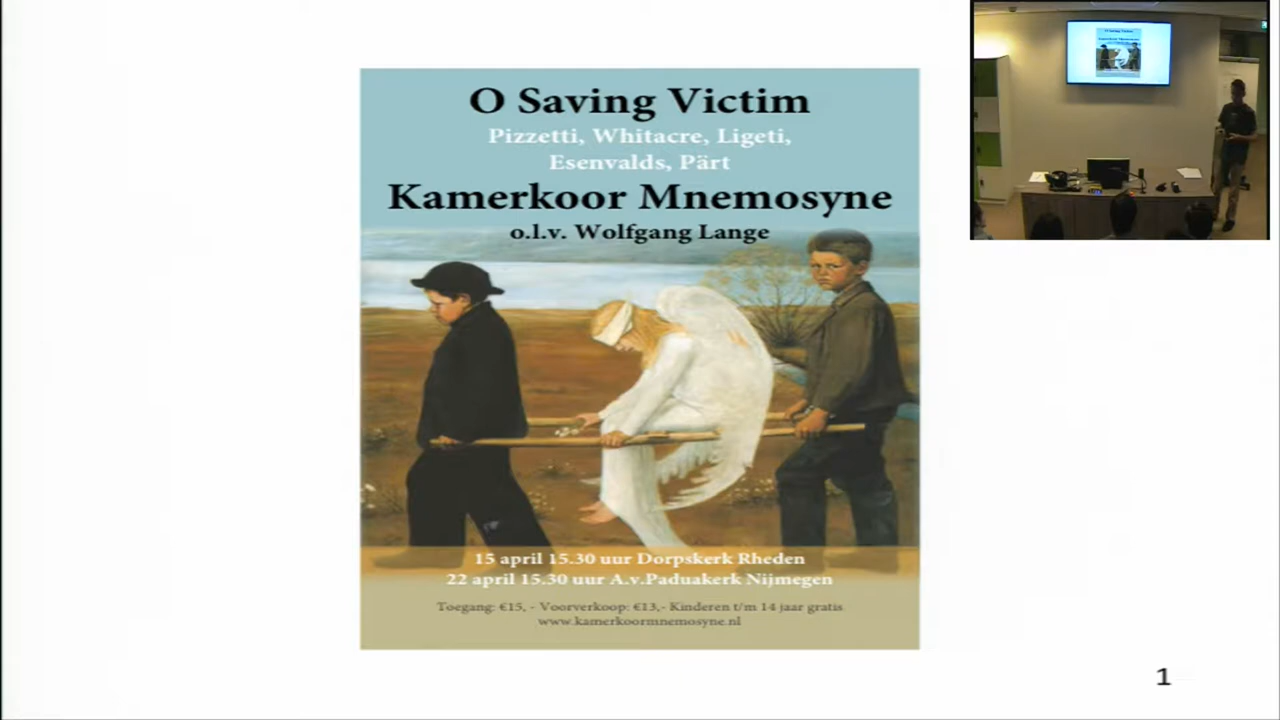 O Saving Victim
Pizzetti, Whitacre, Ligeti,
Esenvalds, Pärt
Kamerkoor Mnemosyne
o.l.v. Wolfgang Lange
15 april 15.30 uur Dorpskerk Rheden
22 april 15.30 uur A.v.Paduakerk Nijmegen
Toegang: €15, - Voorverkoop: €13,- Kinderen t/m 14 jaar gratis
www.kamerkoormnemosyne.nl
1